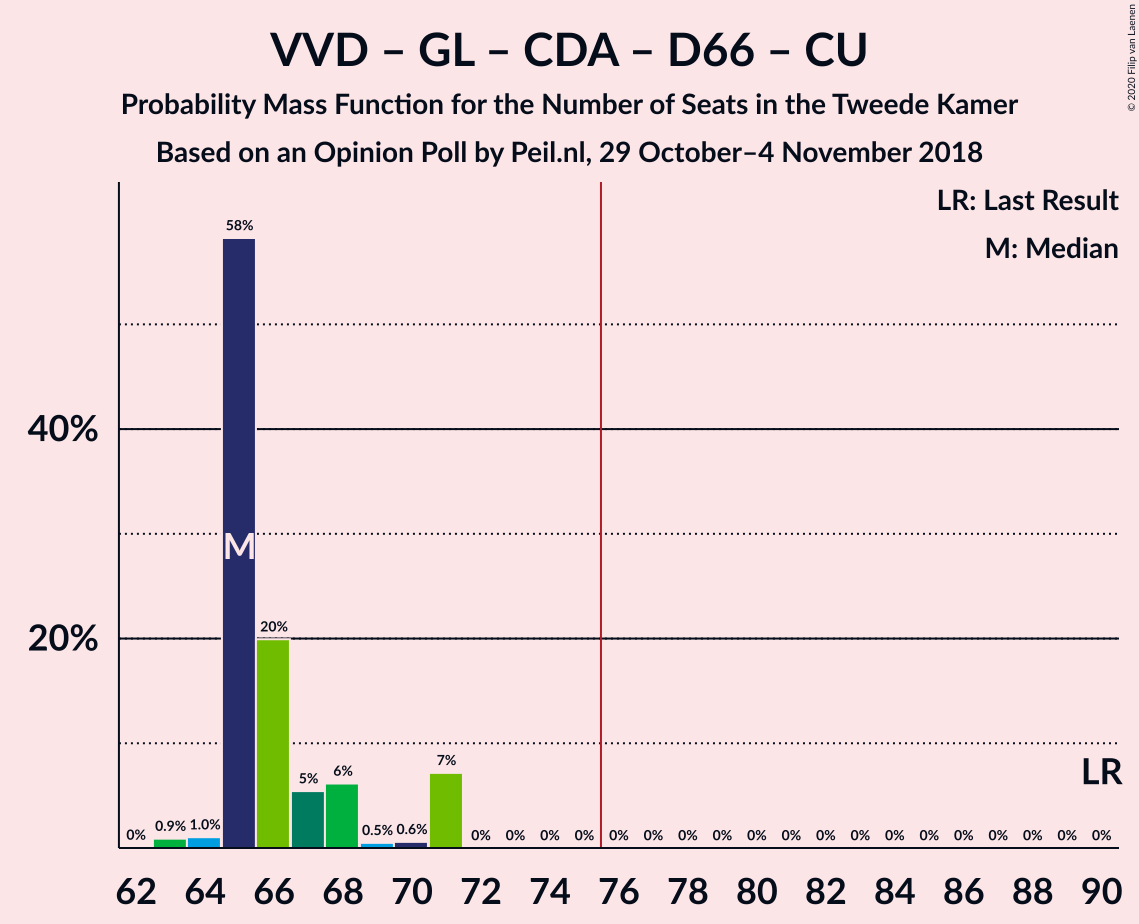 VVD – GL – CDA – D66 – CU
Probability Mass Function for the Number of Seats in the Tweede Kamer
Based on an Opinion Poll by Peil.nl, 29 October–4 November 2018
© 2020 Filip van Laenen
LR: Last Result
M: Median
58%
40%
M
20%
20%
7%
6%
5%
0% 0.9% 1.0% 0.5% 0.6% 0% 0% 0% 0% 0% 0% 0% 0% 0% 0% 0% 0% 0% 0% 0% 0% 0% 0% 0%
LR
62 64 66 68 70 72 74 76 78 80 82 84 86 88 90